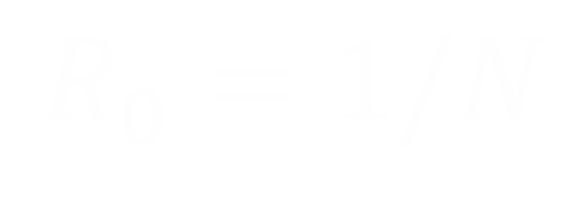 R₀ = 1/N